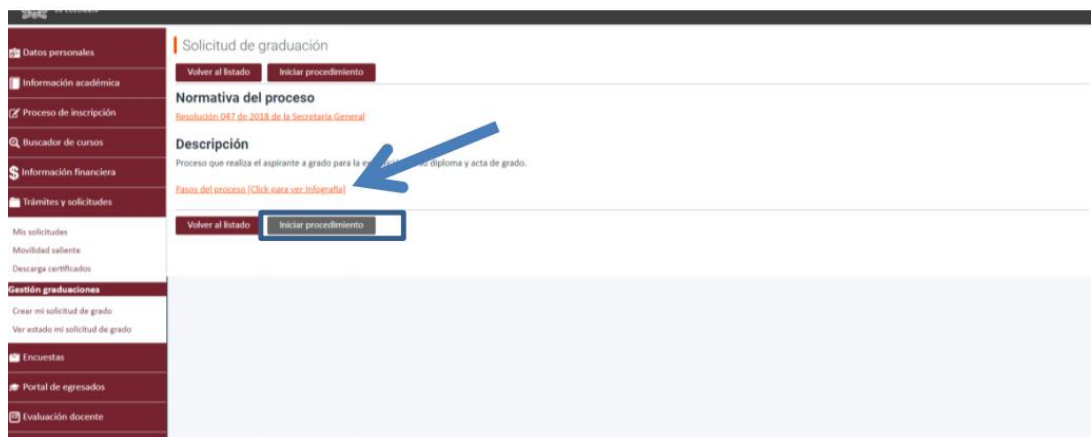 Datos personales
Información académica
Proceso de inscripción
Buscador de cursos
Información financiera
Trámites y solicitudes
Mis solicitudes
Movilidad saliente
Descarga certificados
Gestión graduaciones
Crear mi solicitud de grado
Ver estado mi solicitud de grado
Encuestas
Portal de egresados
Evaluación docente
Solicitud de graduación
Volver al listado Iniciar procedimiento
Normativa del proceso
Resolución 047 de 2018 de la Secretaría General
Descripción
Proceso que realiza el aspirante a grado para la diploma y acta de grado.
Pasos del proceso [Click para ver Infografía]
Volver al listado Iniciar procedimiento